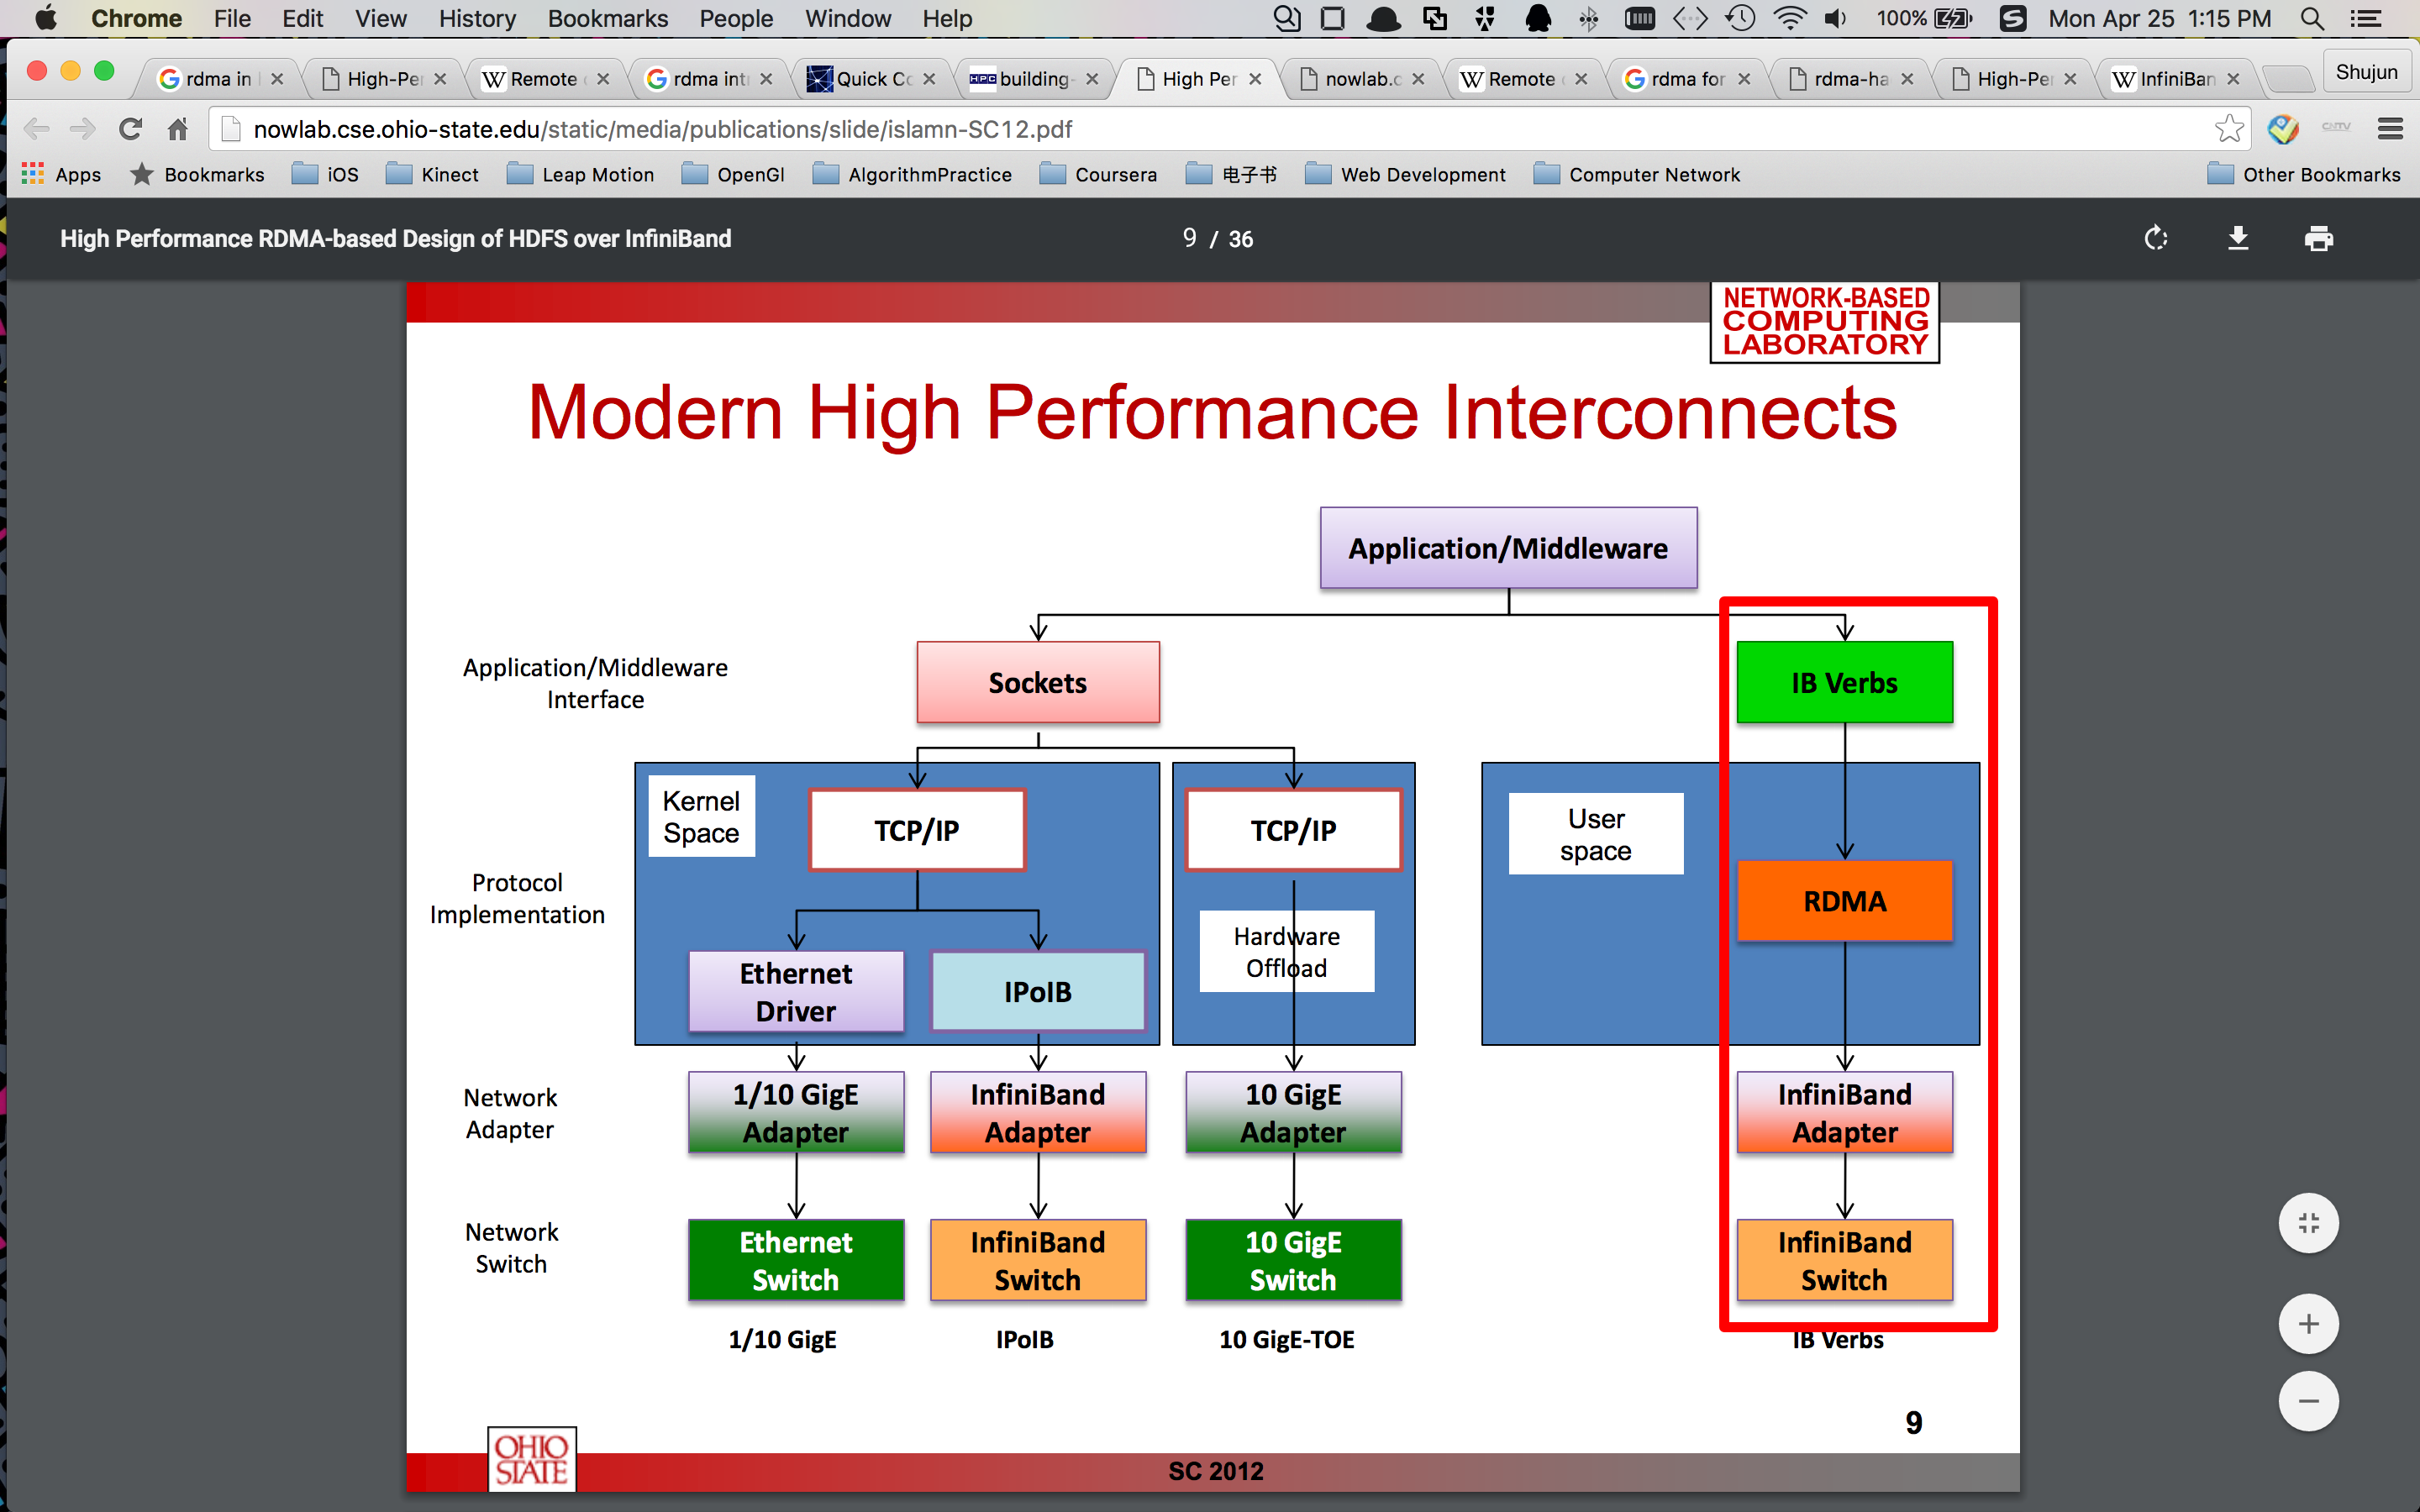 Chrome File Edit View History Bookmarks People Window Help 100% Mon Apr 25 1:15 PM
rdma in High-Per Remote rdma int Quick Co building- High Per nowlab.c Remote rdma for rdma-ha High-Per InfiniBan Shujun
nowlab.cse.ohio-state.edu/static/media/publications/slide/islamn-SC12.pdf
Apps Bookmarks iOS Kinect Leap Motion OpenGl AlgorithmPractice Coursera 电子书 Web Development Computer Network Other Bookmarks
High Performance RDMA-based Design of HDFS over InfiniBand 9 / 36
NETWORK-BASED
COMPUTING
LABORATORY
Modern High Performance Interconnects
Application/Middleware
Application/Middleware
Interface
Sockets
IB Verbs
Kernel
Space
TCP/IP
TCP/IP
User
space
Protocol
Implementation
RDMA
Hardware
Offload
Ethernet
Driver
IPoIB
Network
Adapter
1/10 GigE
Adapter
InfiniBand
Adapter
10 GigE
Adapter
InfiniBand
Adapter
Network
Switch
Ethernet
Switch
InfiniBand
Switch
10 GigE
Switch
InfiniBand
Switch
1/10 GigE IPoIB 10 GigE-TOE IB Verbs
9
OHIO
STATE
SC 2012